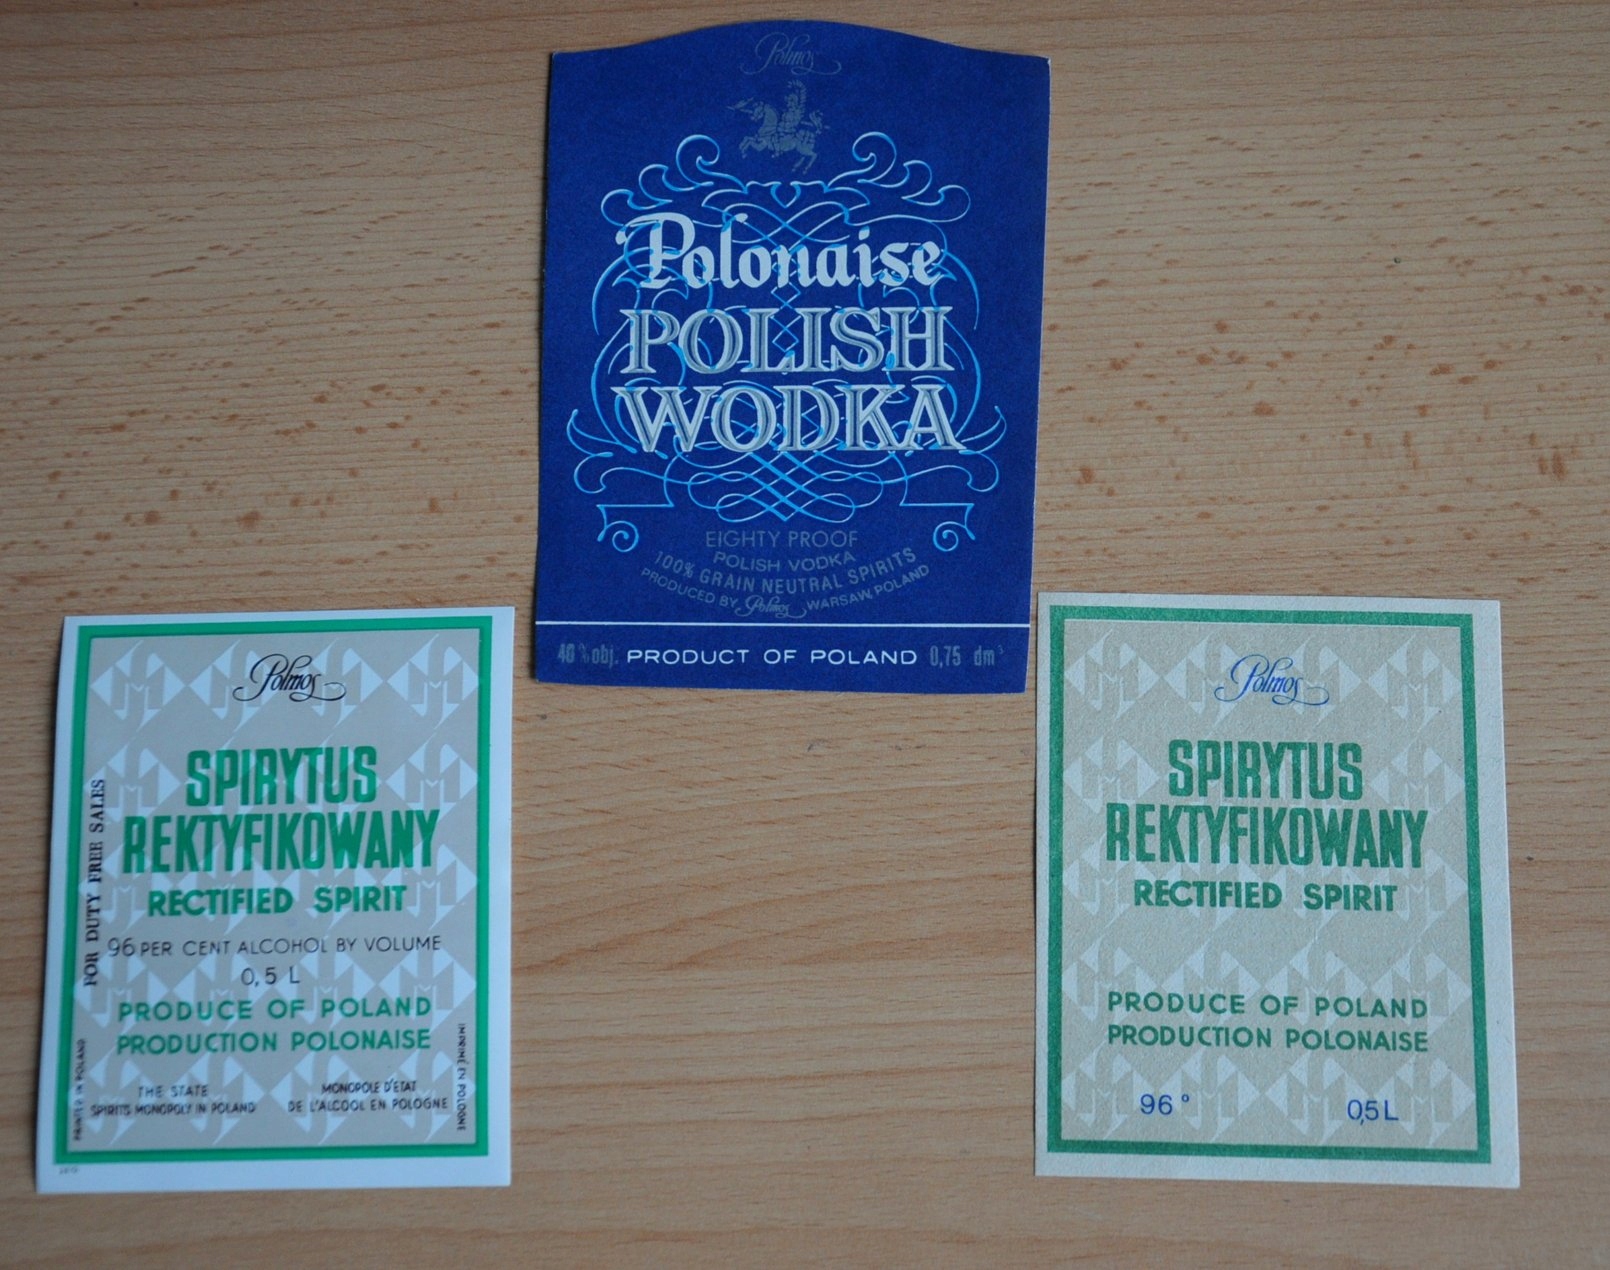 Polmos
Polonaise
POLISH
WODKA
EIGHTY PROOF
POLISH VODKA
100% GRAIN NEUTRAL SPIRITS
PRODUCED BY Polmos WARSAW, POLAND
40% obj. PRODUCT OF POLAND 0,75 dm³
Polmos
SPIRYTUS
REKTYFIKOWANY
RECTIFIED SPIRIT
96 PER CENT ALCOHOL BY VOLUME
0,5 L
PRODUCE OF POLAND
PRODUCTION POLONAISE
THE STATE
SPIRITS MONOPOLY IN POLAND
MONOPOLE D'ÉTAT
DE L'ALCOOL EN POLOGNE
FOR DUTY FREE SALES
PRINTED IN POLAND
IMPRIMÉ EN POLOGNE
Polmos
SPIRYTUS
REKTYFIKOWANY
RECTIFIED SPIRIT
PRODUCE OF POLAND
PRODUCTION POLONAISE
96° 0,5L